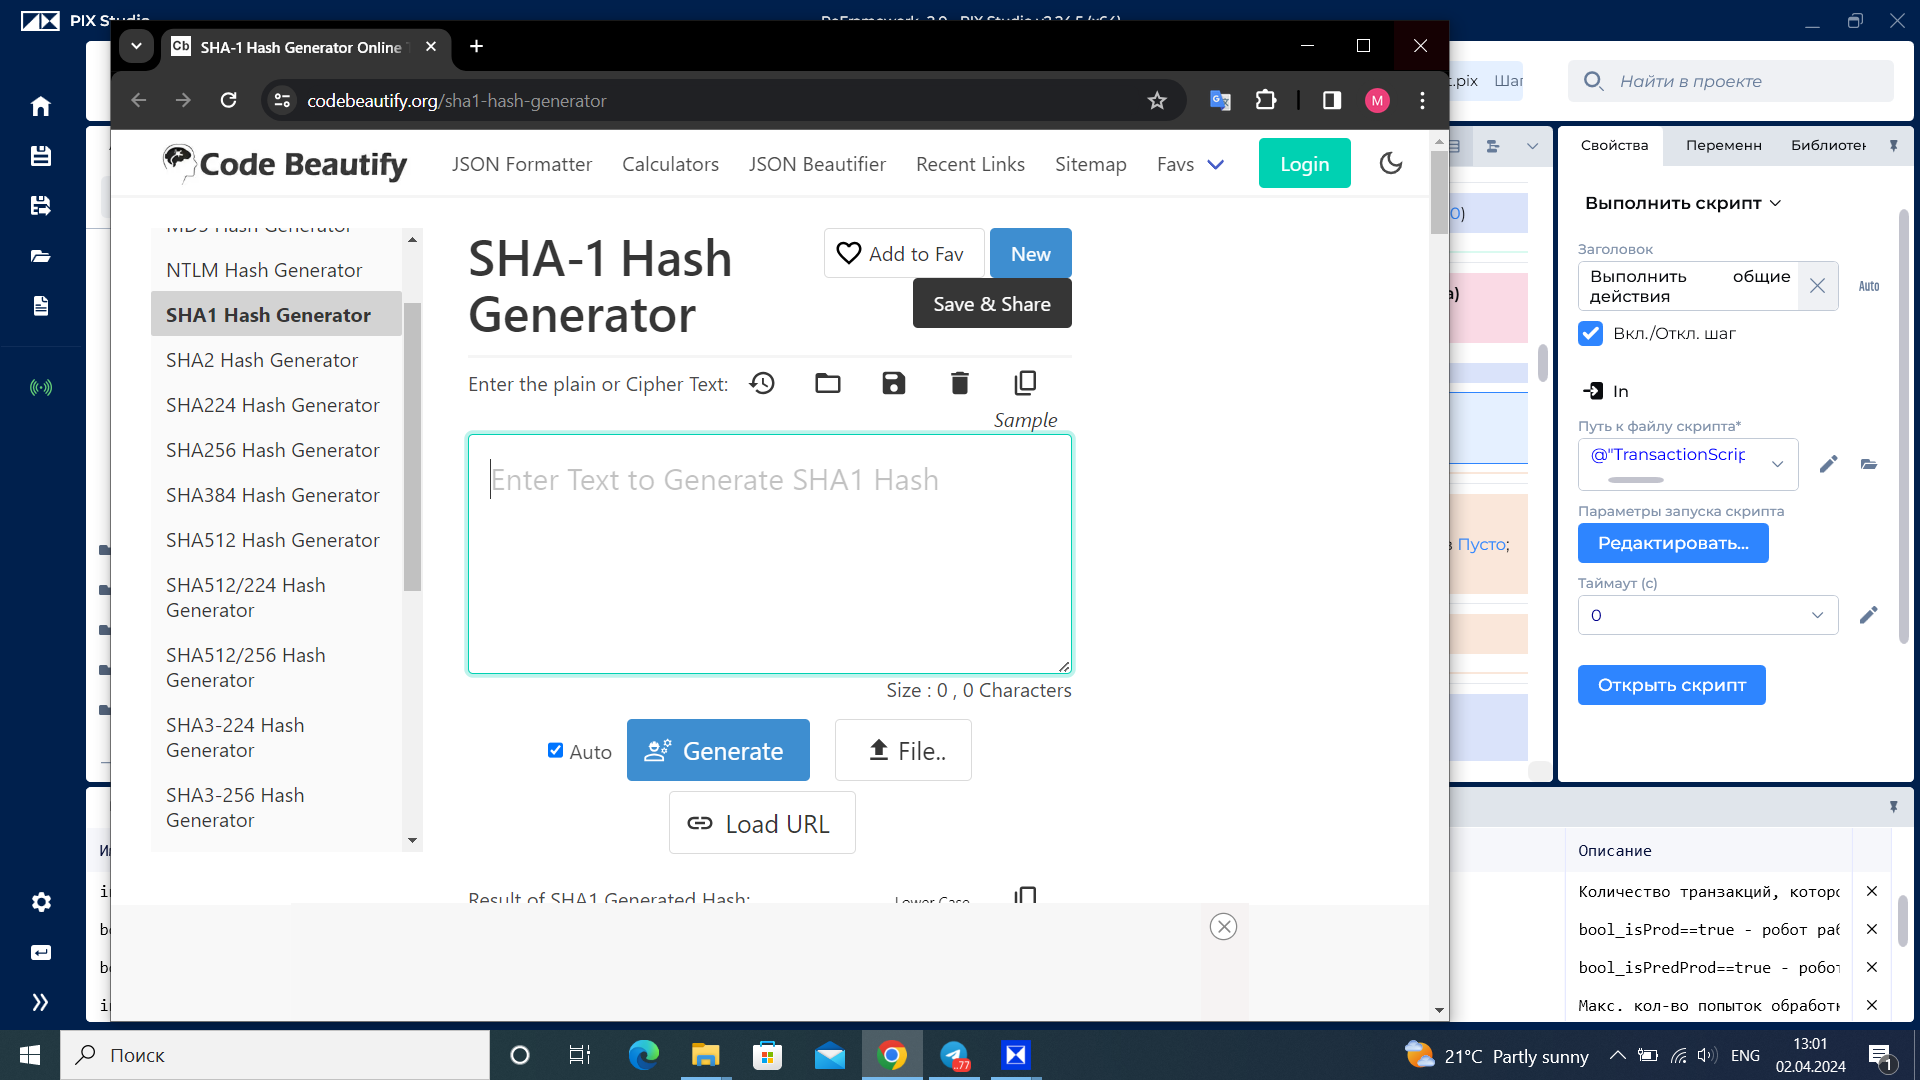 PIX Studio
SHA-1 Hash Generator Online
codebeautify.org/sha1-hash-generator
M
Code Beautify
JSON Formatter
Calculators
JSON Beautifier
Recent Links
Sitemap
Favs
Login
NTLM Hash Generator
SHA1 Hash Generator
SHA2 Hash Generator
SHA224 Hash Generator
SHA256 Hash Generator
SHA384 Hash Generator
SHA512 Hash Generator
SHA512/224 Hash
Generator
SHA512/256 Hash
Generator
SHA3-224 Hash
Generator
SHA3-256 Hash
Generator
SHA-1 Hash
Generator
Add to Fav
New
Save & Share
Enter the plain or Cipher Text:
Sample
Enter Text to Generate SHA1 Hash
Size : 0 , 0 Characters
Auto
Generate
File..
Load URL
Result of SHA1 Generated Hash:
Lower Case
.pix
Шаг
Найти в проекте
0)
а)
в Пусто;
Свойства
Переменн
Библиотек
Выполнить скрипт
Заголовок
Выполнить общие
действия
Auto
Вкл./Откл. шаг
In
Путь к файлу скрипта*
@"TransactionScrip
Параметры запуска скрипта
Редактировать...
Таймаут (с)
0
Открыть скрипт
Описание
Количество транзакций, которо
bool_isProd==true - робот раб
bool_isPredProd==true - робот
Макс. кол-во попыток обработк
Поиск
77
21°C Partly sunny
ENG
13:01
02.04.2024
1